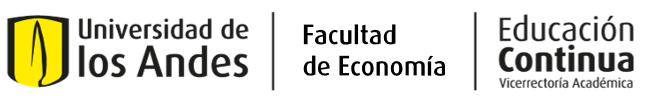 Universidad de
los Andes
Facultad
de Economía
Educación
Continua
Vicerrectoría Académica